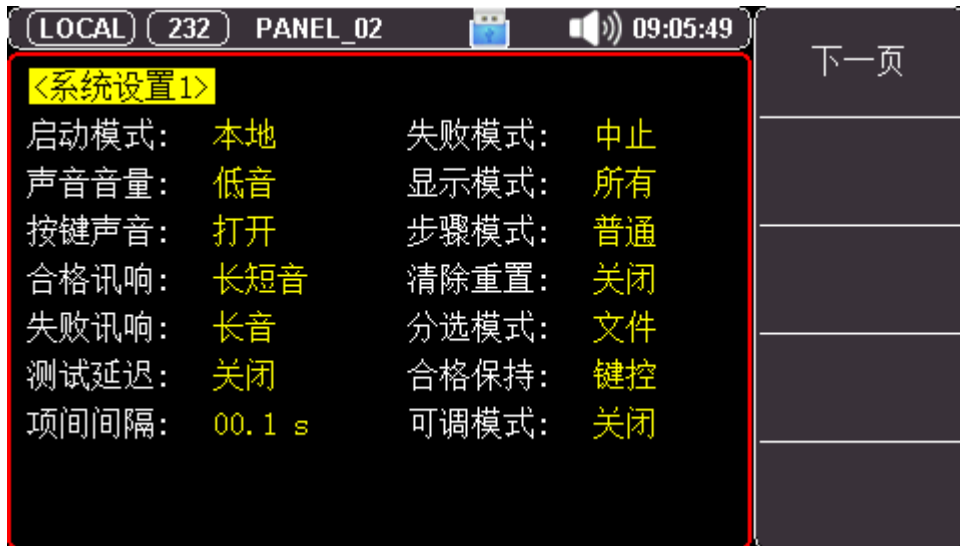 LOCAL 232 PANEL_02 09:05:49
下一页
<系统设置1>
启动模式: 本地 失败模式: 中止
声音音量: 低音 显示模式: 所有
按键声音: 打开 步骤模式: 普通
合格讯响: 长短音 清除重置: 关闭
失败讯响: 长音 分选模式: 文件
测试延迟: 关闭 合格保持: 键控
项间间隔: 00.1 s 可调模式: 关闭